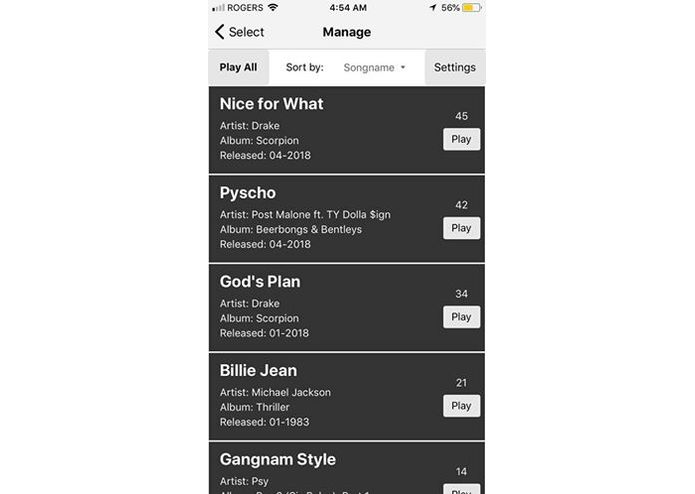 ROGERS 4:54 AM 56%
Select Manage
Play All Sort by: Songname Settings
Nice for What
45
Artist: Drake
Play
Album: Scorpion
Released: 04-2018
Pyscho
42
Artist: Post Malone ft. TY Dolla $ign
Play
Album: Beerbongs & Bentleys
Released: 04-2018
God's Plan
34
Artist: Drake
Play
Album: Scorpion
Released: 01-2018
Billie Jean
21
Artist: Michael Jackson
Play
Album: Thriller
Released: 01-1983
Gangnam Style
14
Artist: Psy
Play